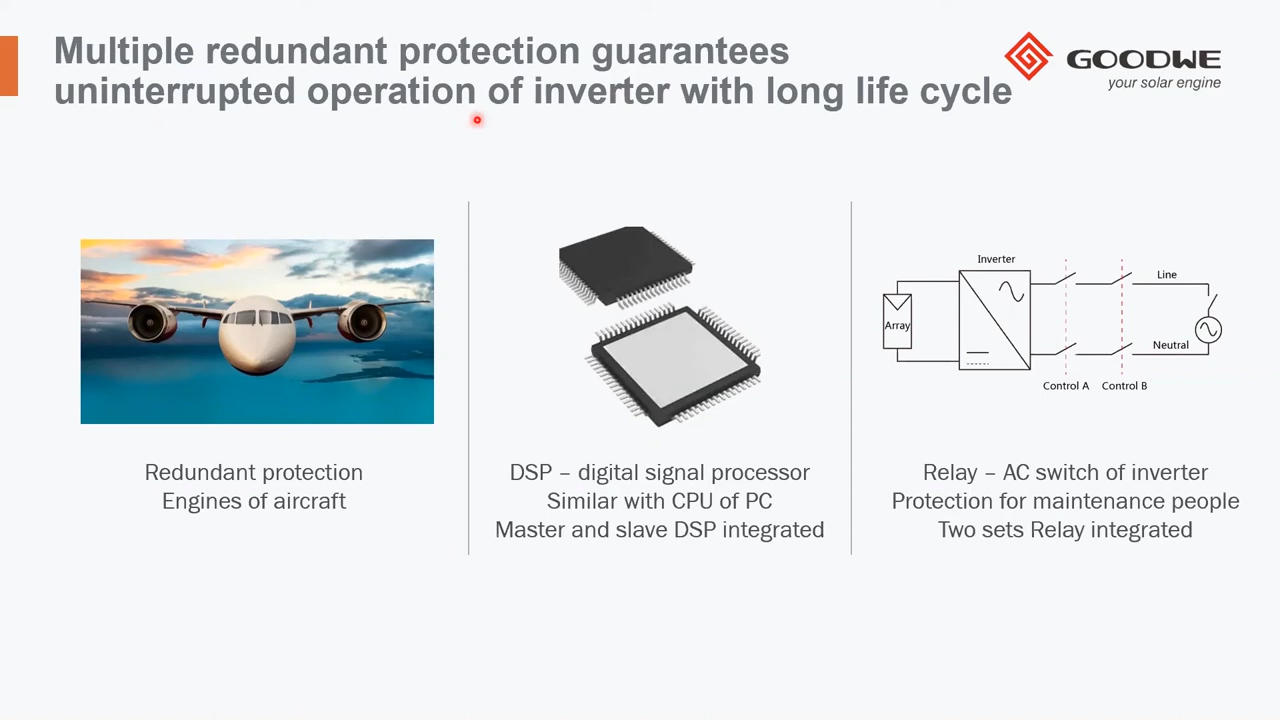 Multiple redundant protection guarantees
uninterrupted operation of inverter with long life cycle
GOODWE
your solar engine
Redundant protection
Engines of aircraft
DSP – digital signal processor
Similar with CPU of PC
Master and slave DSP integrated
Inverter
Line
Array
Neutral
Control A
Control B
Relay – AC switch of inverter
Protection for maintenance people
Two sets Relay integrated